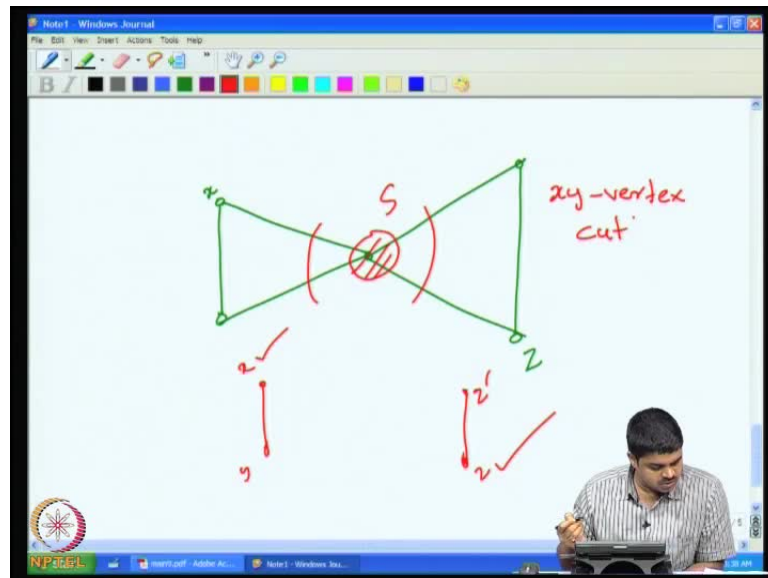 Note1 - Windows Journal
File Edit View Insert Actions Tools Help
B I
x
S
xy-vertex
cut
Z
x
y
z'
z
NPTEL
Note1 - Windows Jou...